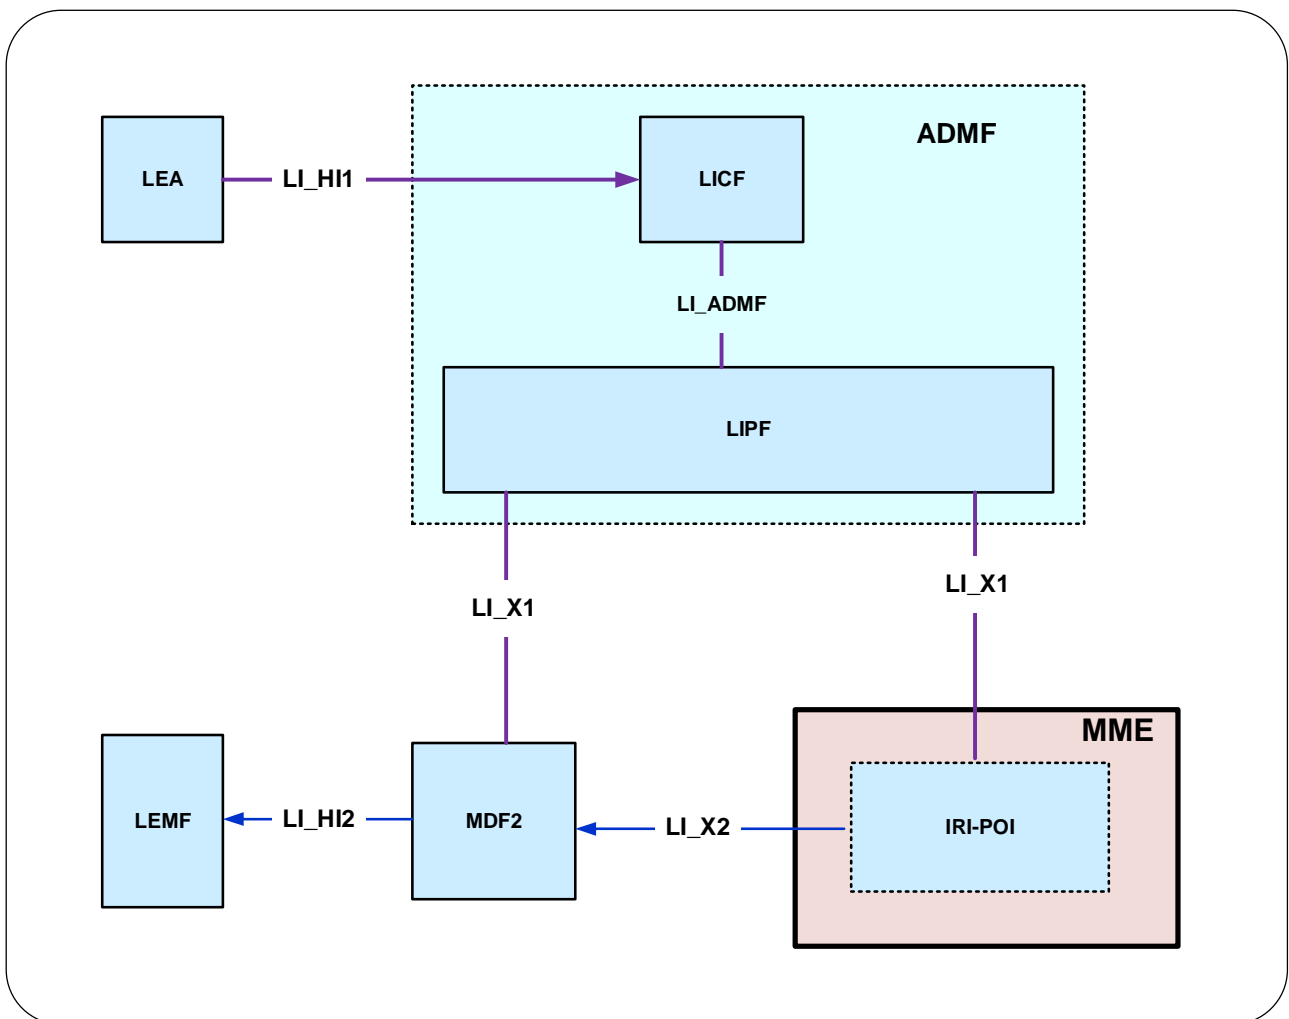 ADMF
LEA
LI_HI1
LICF
LI_ADMF
LIPF
LI_X1
LI_X1
MME
LEMF
LI_HI2
MDF2
LI_X2
IRI-POI